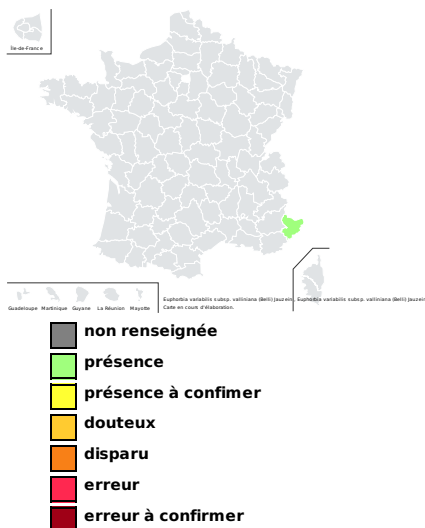 Île-de-France
Guadeloupe Martinique Guyane La Réunion Mayotte
Euphorbia variabilis subsp. valliniana (Belli) Jauzein, Euphorbia variabilis subsp. valliniana (Belli) Jauzein
Carte en cours d'élaboration.
non renseignée
présence
présence à confimer
douteux
disparu
erreur
erreur à confirmer